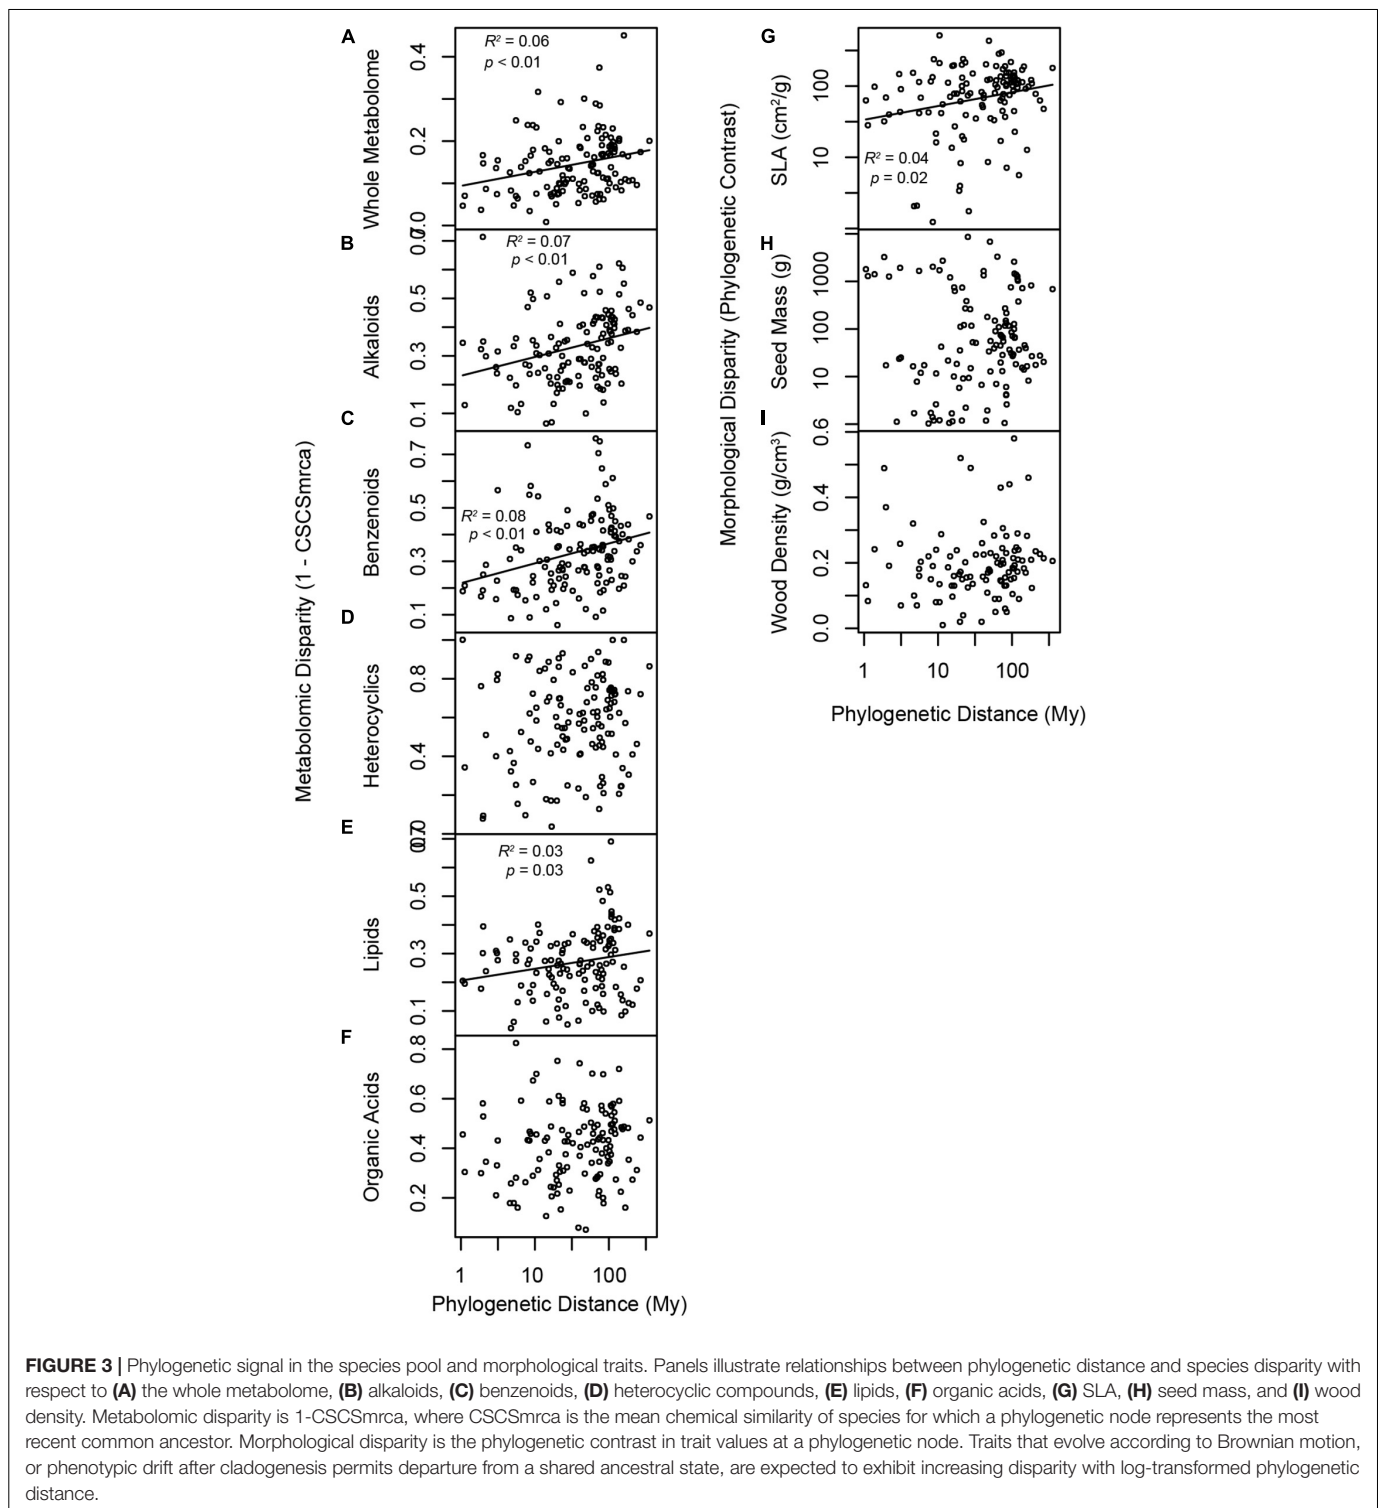 A
Whole Metabolome
0.4
0.2
0.0
R² = 0.06
p < 0.01
B
Alkaloids
0.7
0.5
0.3
0.1
R² = 0.07
p < 0.01
C
Benzenoids
0.7
0.5
0.3
0.1
R² = 0.08
p < 0.01
Metabolomic Disparity (1 - CSCSmrca)
D
Heterocyclics
0.8
0.4
0.0
E
Lipids
0.7
0.5
0.3
0.1
R² = 0.03
p = 0.03
F
Organic Acids
0.8
0.6
0.4
0.2
1 10 100
Phylogenetic Distance (My)
G
SLA (cm²/g)
100
10
R² = 0.04
p = 0.02
Morphological Disparity (Phylogenetic Contrast)
H
Seed Mass (g)
1000
100
10
I
Wood Density (g/cm³)
0.6
0.4
0.2
0.0
1 10 100
Phylogenetic Distance (My)
FIGURE 3 | Phylogenetic signal in the species pool and morphological traits. Panels illustrate relationships between phylogenetic distance and species disparity with
respect to (A) the whole metabolome, (B) alkaloids, (C) benzenoids, (D) heterocyclic compounds, (E) lipids, (F) organic acids, (G) SLA, (H) seed mass, and (I) wood
density. Metabolomic disparity is 1-CSCSmrca, where CSCSmrca is the mean chemical similarity of species for which a phylogenetic node represents the most
recent common ancestor. Morphological disparity is the phylogenetic contrast in trait values at a phylogenetic node. Traits that evolve according to Brownian motion,
or phenotypic drift after cladogenesis permits departure from a shared ancestral state, are expected to exhibit increasing disparity with log-transformed phylogenetic
distance.